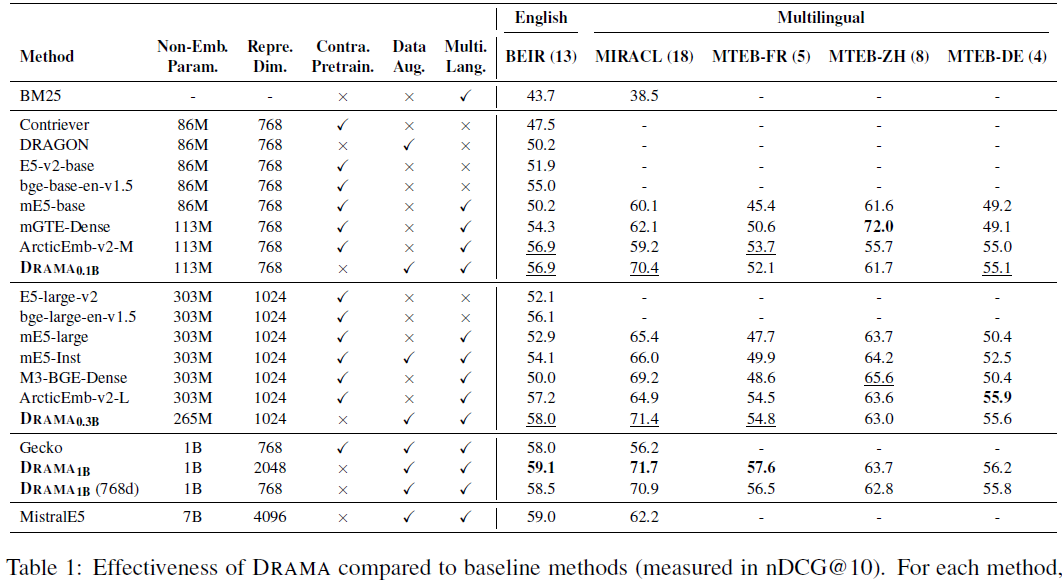 English Multilingual
Method Non-Emb. Param. Repre. Dim. Contra. Pretrain. Data Aug. Multi. Lang. BEIR (13) MIRACL (18) MTEB-FR (5) MTEB-ZH (8) MTEB-DE (4)
BM25 - - × × ✓ 43.7 38.5 - - -
Contriever 86M 768 ✓ × × 47.5 - - - -
DRAGON 86M 768 × ✓ × 50.2 - - - -
E5-v2-base 86M 768 ✓ × × 51.9 - - - -
bge-base-en-v1.5 86M 768 ✓ × × 55.0 - - - -
mE5-base 86M 768 ✓ × ✓ 50.2 60.1 45.4 61.6 49.2
mGTE-Dense 113M 768 ✓ × ✓ 54.3 62.1 50.6 72.0 49.1
ArcticEmb-v2-M 113M 768 ✓ × ✓ 56.9 59.2 53.7 55.7 55.0
DRAMA0.1B 113M 768 × ✓ ✓ 56.9 70.4 52.1 61.7 55.1
E5-large-v2 303M 1024 ✓ × × 52.1 - - - -
bge-large-en-v1.5 303M 1024 ✓ × × 56.1 - - - -
mE5-large 303M 1024 ✓ × ✓ 52.9 65.4 47.7 63.7 50.4
mE5-Inst 303M 1024 ✓ ✓ ✓ 54.1 66.0 49.9 64.2 52.5
M3-BGE-Dense 303M 1024 ✓ × ✓ 50.0 69.2 48.6 65.6 50.4
ArcticEmb-v2-L 303M 1024 ✓ × ✓ 57.2 64.9 54.5 63.6 55.9
DRAMA0.3B 265M 1024 × ✓ ✓ 58.0 71.4 54.8 63.0 55.6
Gecko 1B 768 ✓ ✓ ✓ 58.0 56.2 - - -
DRAMA1B 1B 2048 × ✓ ✓ 59.1 71.7 57.6 63.7 56.2
DRAMA1B (768d) 1B 768 × ✓ ✓ 58.5 70.9 56.5 62.8 55.8
MistralE5 7B 4096 × ✓ ✓ 59.0 62.2 - - -
Table 1: Effectiveness of DRAMA compared to baseline methods (measured in nDCG@10). For each method,